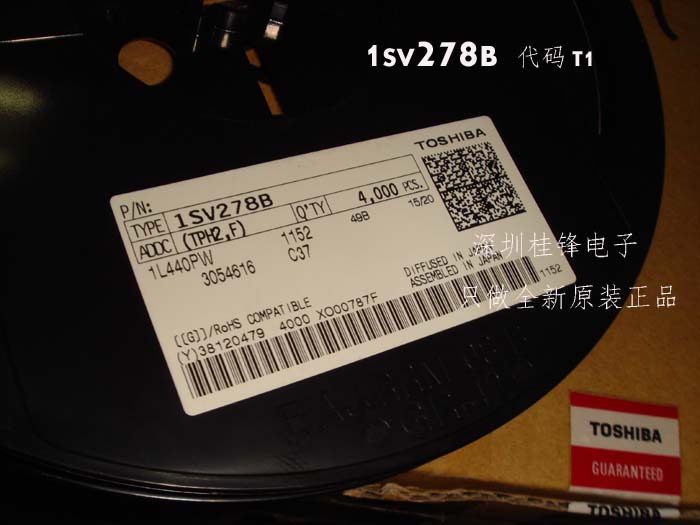 1SV278B 代码 T1
TOSHIBA
P/N:
TYPE 1SV278B Q'TY 4,000 PCS.
ADDC (TPH2,F) 1152 49B 15/20
1L440PW C37
3054616
DIFFUSED IN JAPAN
ASSEMBLED IN JAPAN
[[G]]/RoHS COMPATIBLE
(Y)38120479 4000 XO00787F
1152
深圳桂锋电子
只做全新原装正品
TOSHIBA
GUARANTEED
TOSHIBA